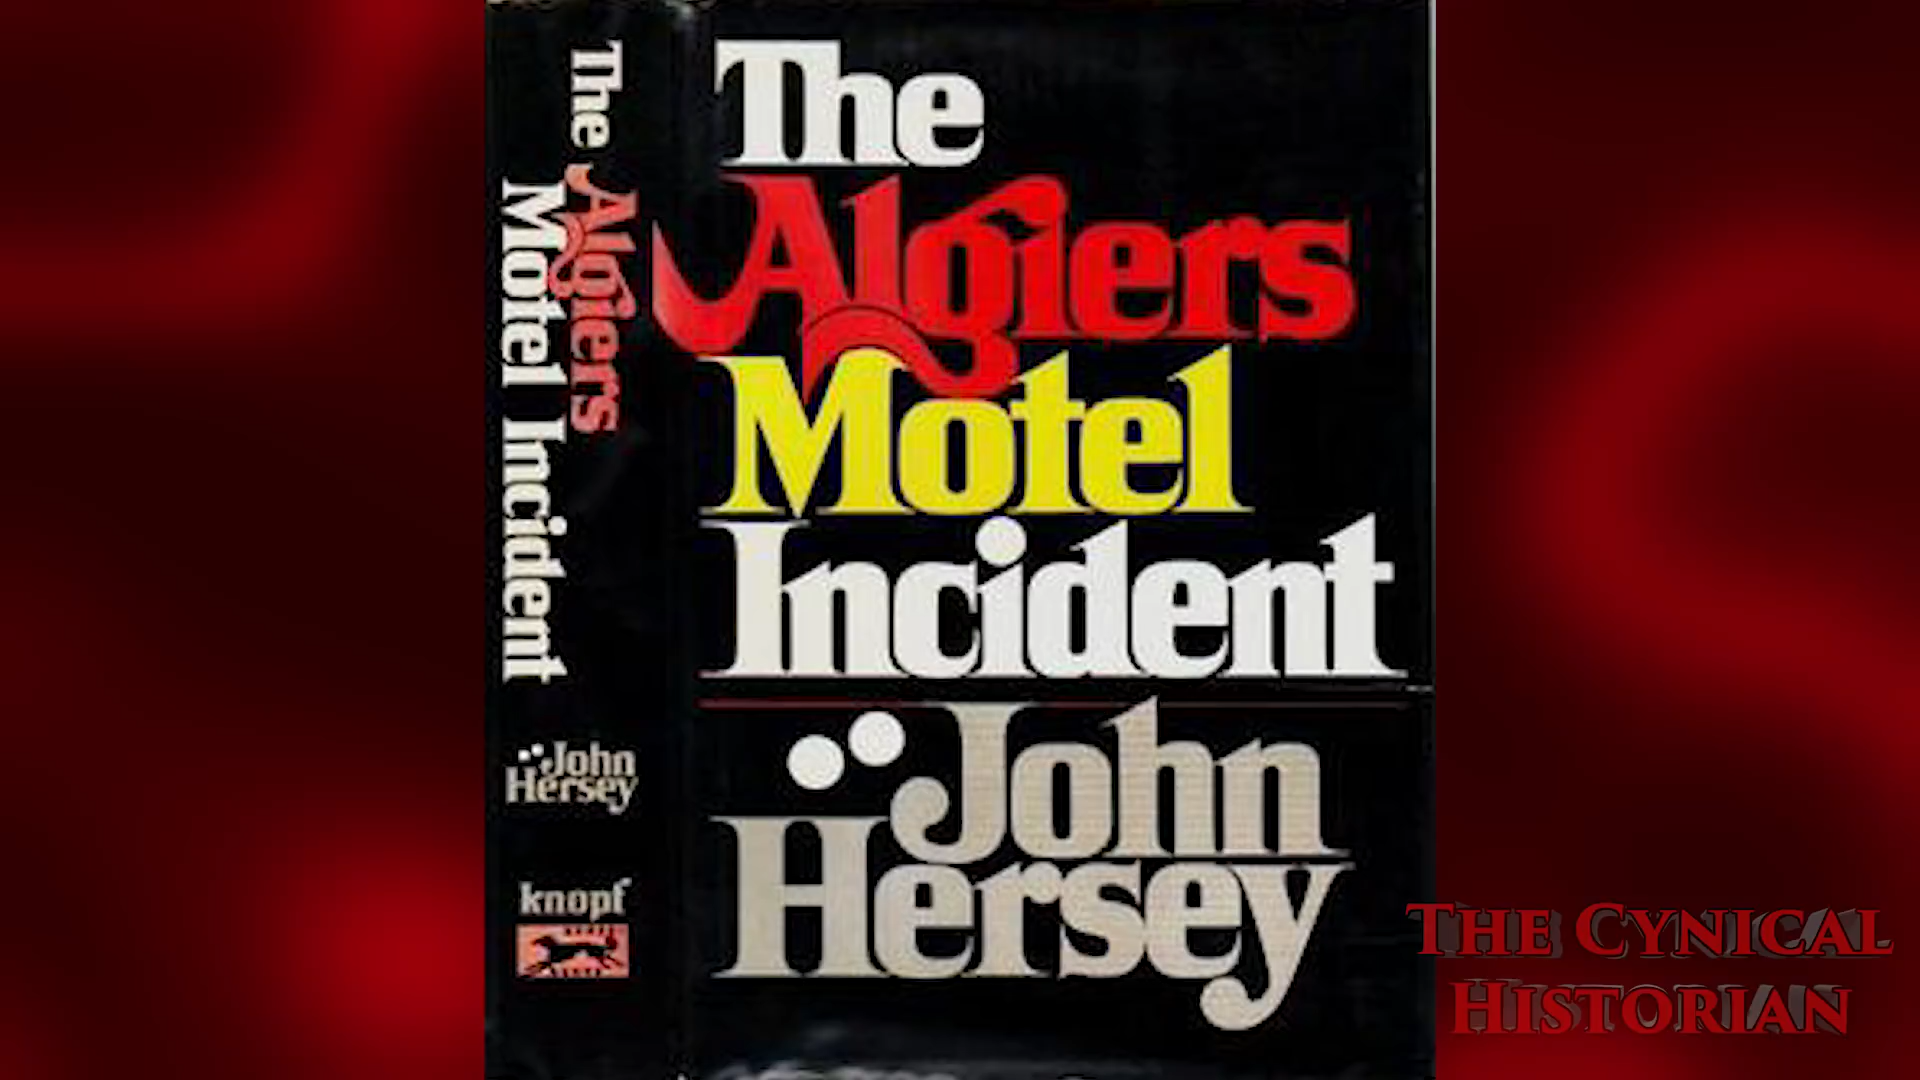 The Algiers
Motel Incident
John
Hersey
knopf
The
Algiers
Motel
Incident
John
Hersey
THE CYNICAL
HISTORIAN